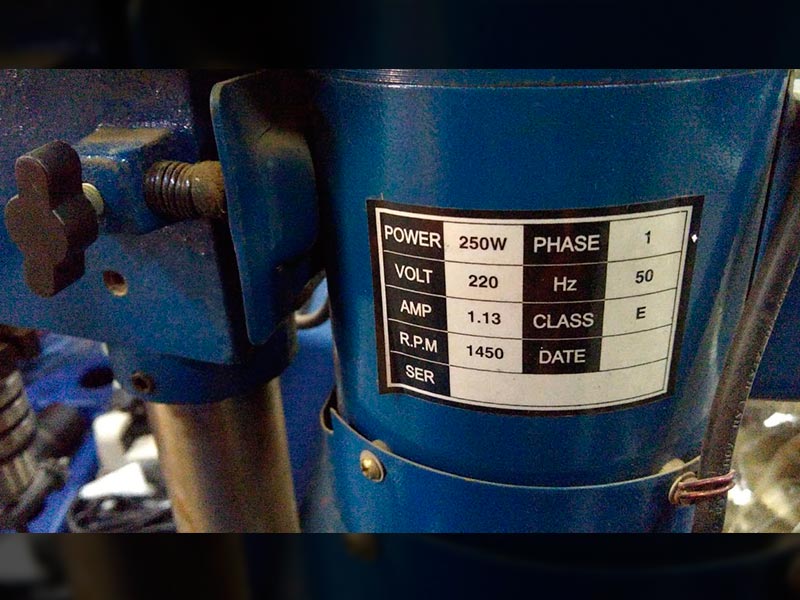 POWER 250W PHASE 1
VOLT 220 Hz 50
AMP 1.13 CLASS E
R.P.M 1450 DATE
SER